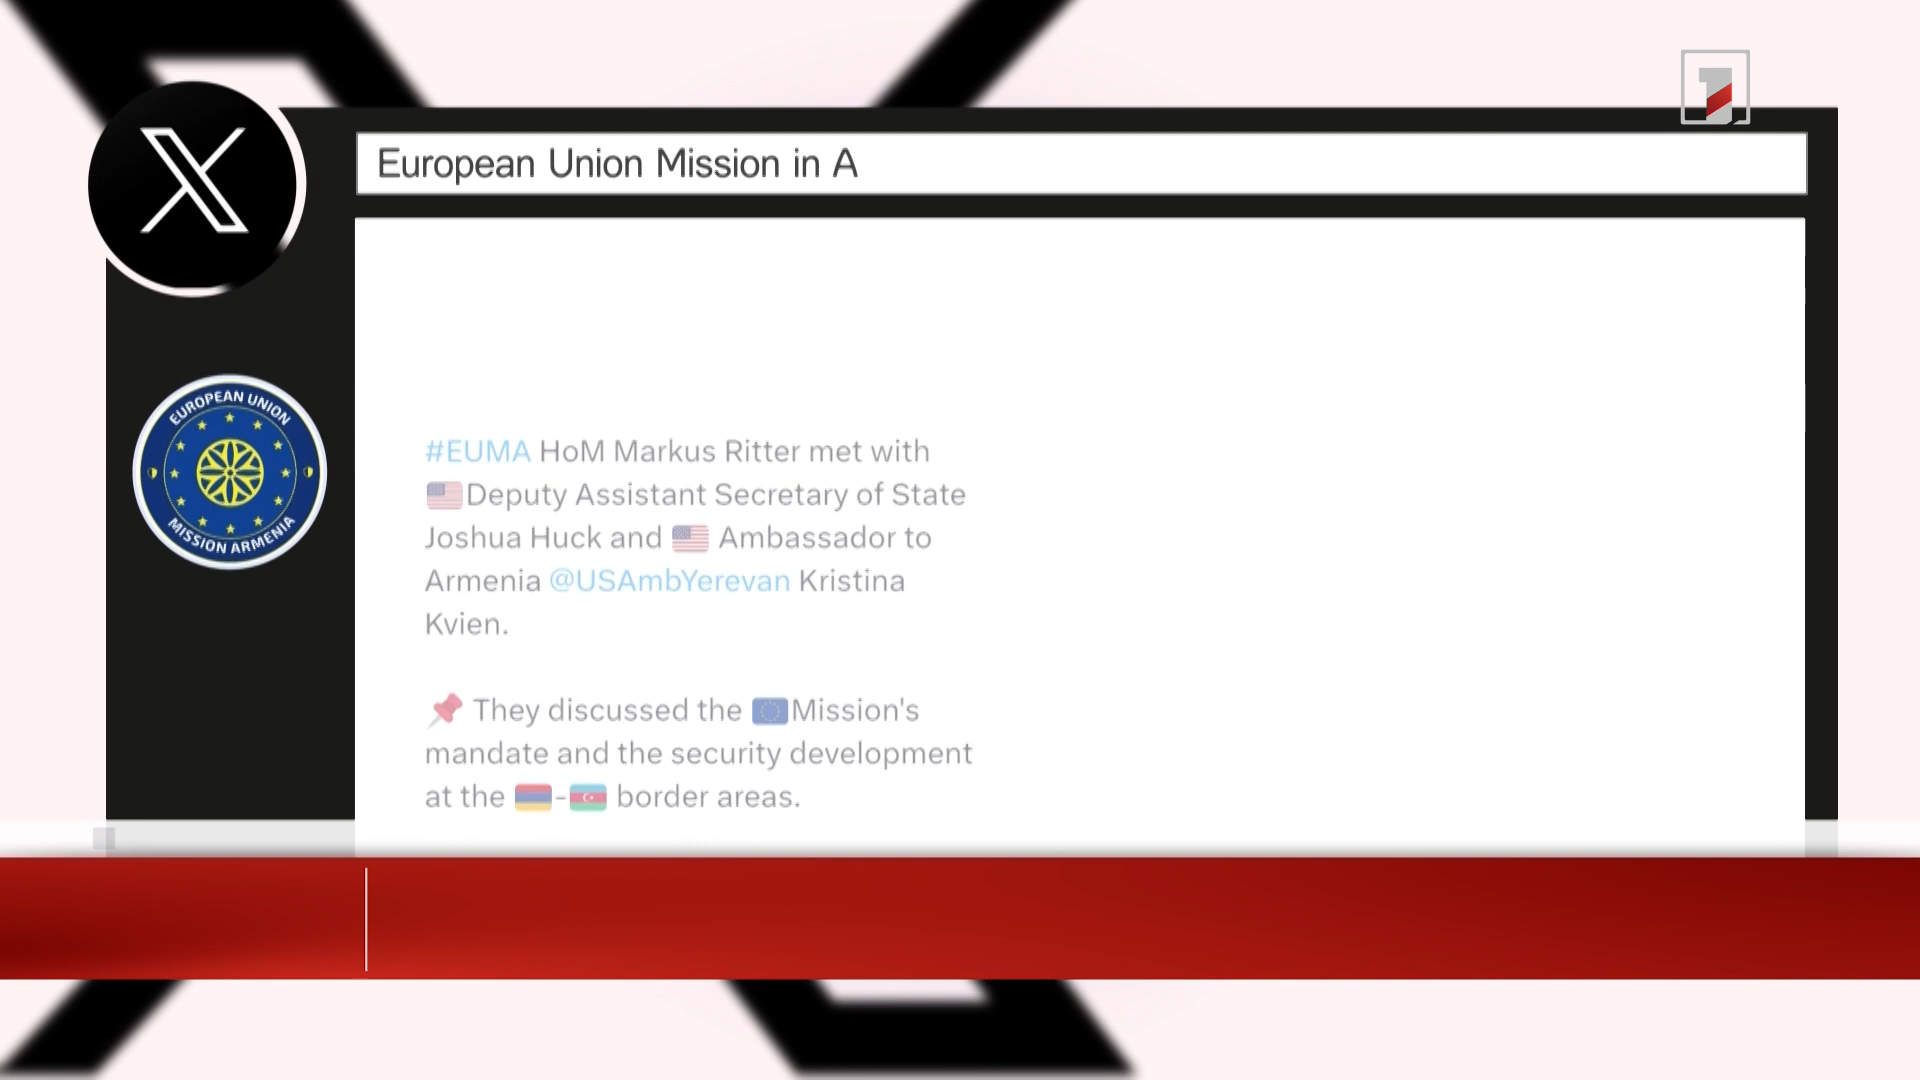 European Union Mission in A
EUROPEAN UNION
MISSION ARMENIA
#EUMA HoM Markus Ritter met with
🇺🇸Deputy Assistant Secretary of State
Joshua Huck and 🇺🇸 Ambassador to
Armenia @USAmbYerevan Kristina
Kvien.
📌 They discussed the 🇪🇺Mission's
mandate and the security development
at the 🇦🇲-🇦🇿 border areas.